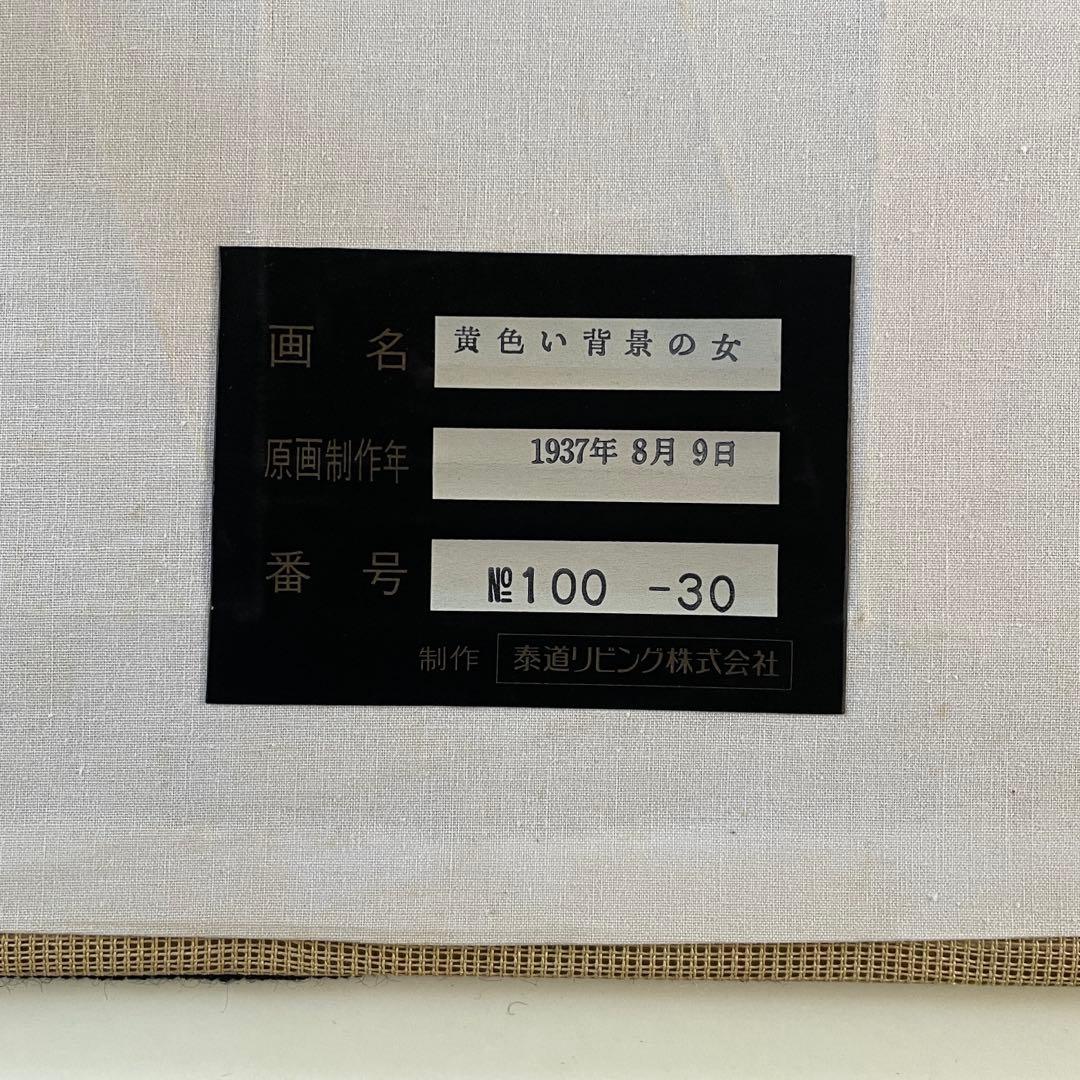 画名 黄色い背景の女
原画制作年 1937年 8月 9日
番号 №100 -30
制作 泰道リビング株式会社